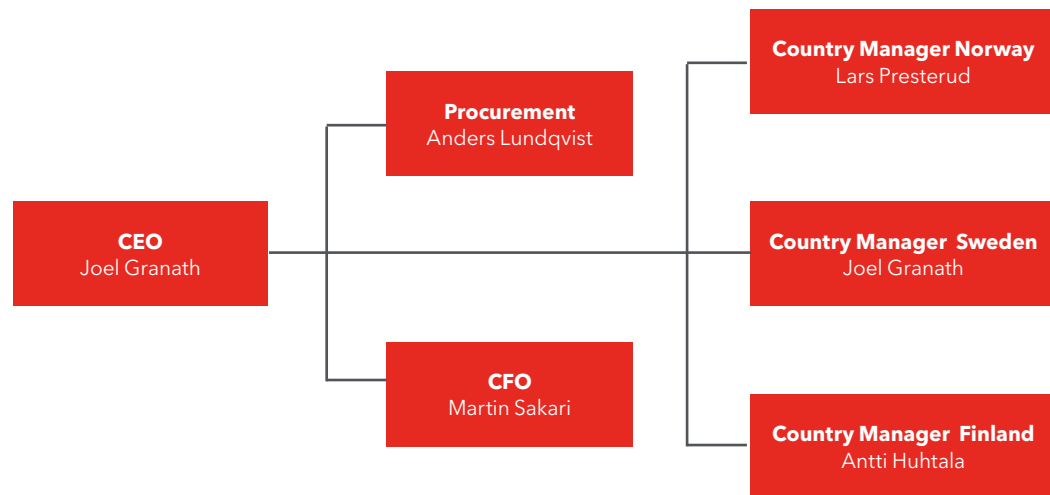 CEO
Joel Granath
Procurement
Anders Lundqvist
CFO
Martin Sakari
Country Manager Norway
Lars Presterud
Country Manager Sweden
Joel Granath
Country Manager Finland
Antti Huhtala